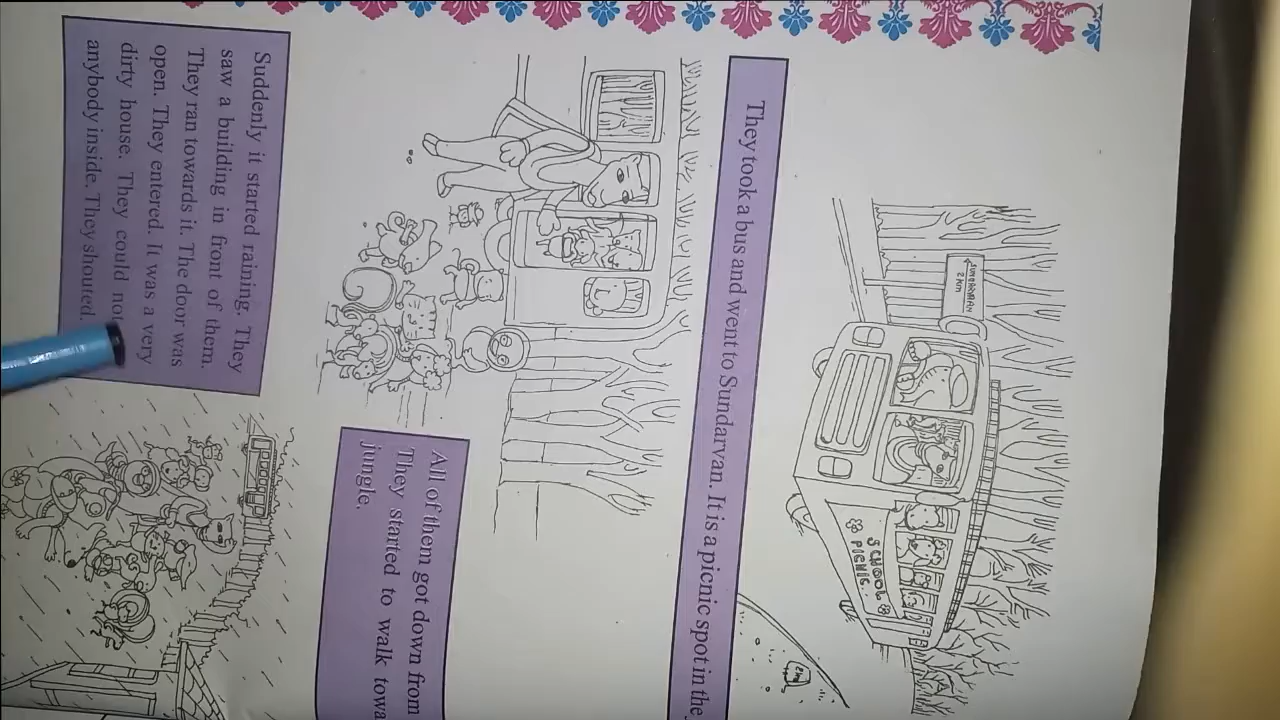 SUNDARVAN
2 Km
SCHOOL
PICNIC
They took a bus and went to Sundarvan. It is a picnic spot in the
All of them got down from
They started to walk towa
jungle.
Suddenly it started raining. They
saw a building in front of them.
They ran towards it. The door was
open. They entered. It was a very
dirty house. They could not
anybody inside. They shouted.